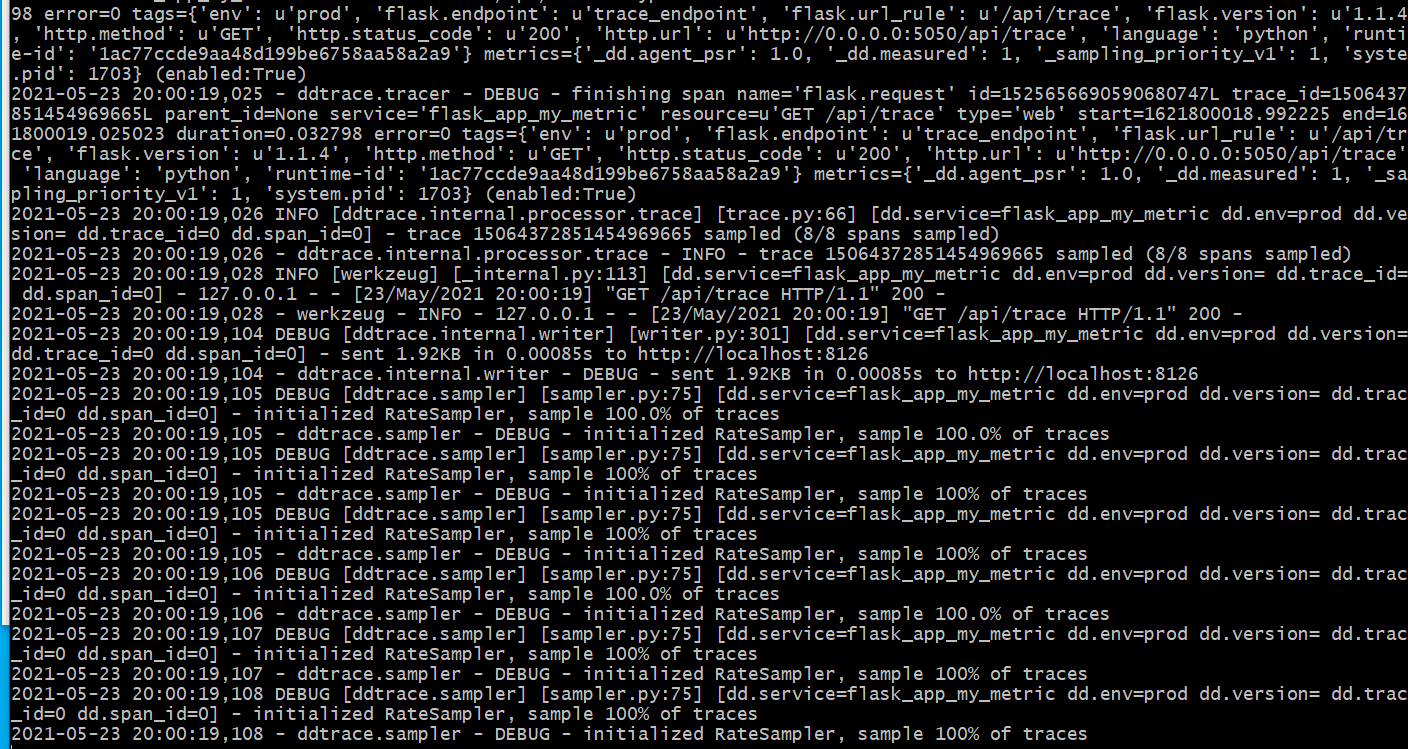 98 error=0 tags={'env': u'prod', 'flask.endpoint': u'trace_endpoint', 'flask.url_rule': u'/api/trace', 'flask.version': u'1.1.4
, 'http.method': u'GET', 'http.status_code': u'200', 'http.url': u'http://0.0.0.0:5050/api/trace', 'language': 'python', 'runtim
e-id': '1ac77ccde9aa48d199be6758aa58a2a9'} metrics={'_dd.agent_psr': 1.0, '_dd.measured': 1, '_sampling_priority_v1': 1, 'syste
.pid': 1703} (enabled:True)
2021-05-23 20:00:19,025 - ddtrace.tracer - DEBUG - finishing span name='flask.request' id=1525656690590680747L trace_id=1506437
851454969665L parent_id=None service='flask_app_my_metric' resource=u'GET /api/trace' type='web' start=1621800018.992225 end=16
1800019.025023 duration=0.032798 error=0 tags={'env': u'prod', 'flask.endpoint': u'trace_endpoint', 'flask.url_rule': u'/api/tr
ce', 'flask.version': u'1.1.4', 'http.method': u'GET', 'http.status_code': u'200', 'http.url': u'http://0.0.0.0:5050/api/trace'
'language': 'python', 'runtime-id': '1ac77ccde9aa48d199be6758aa58a2a9'} metrics={'_dd.agent_psr': 1.0, '_dd.measured': 1, '_sa
pling_priority_v1': 1, 'system.pid': 1703} (enabled:True)
2021-05-23 20:00:19,026 INFO [ddtrace.internal.processor.trace] [trace.py:66] [dd.service=flask_app_my_metric dd.env=prod dd.ve
sion= dd.trace_id=0 dd.span_id=0] - trace 15064372851454969665 sampled (8/8 spans sampled)
2021-05-23 20:00:19,026 - ddtrace.internal.processor.trace - INFO - trace 15064372851454969665 sampled (8/8 spans sampled)
2021-05-23 20:00:19,028 INFO [werkzeug] [_internal.py:113] [dd.service=flask_app_my_metric dd.env=prod dd.version= dd.trace_id=
dd.span_id=0] - 127.0.0.1 - - [23/May/2021 20:00:19] "GET /api/trace HTTP/1.1" 200 -
2021-05-23 20:00:19,028 - werkzeug - INFO - 127.0.0.1 - - [23/May/2021 20:00:19] "GET /api/trace HTTP/1.1" 200 -
2021-05-23 20:00:19,104 DEBUG [ddtrace.internal.writer] [writer.py:301] [dd.service=flask_app_my_metric dd.env=prod dd.version=
dd.trace_id=0 dd.span_id=0] - sent 1.92KB in 0.00085s to http://localhost:8126
2021-05-23 20:00:19,104 - ddtrace.internal.writer - DEBUG - sent 1.92KB in 0.00085s to http://localhost:8126
2021-05-23 20:00:19,105 DEBUG [ddtrace.sampler] [sampler.py:75] [dd.service=flask_app_my_metric dd.env=prod dd.version= dd.trac
_id=0 dd.span_id=0] - initialized RateSampler, sample 100.0% of traces
2021-05-23 20:00:19,105 - ddtrace.sampler - DEBUG - initialized RateSampler, sample 100.0% of traces
2021-05-23 20:00:19,105 DEBUG [ddtrace.sampler] [sampler.py:75] [dd.service=flask_app_my_metric dd.env=prod dd.version= dd.trac
_id=0 dd.span_id=0] - initialized RateSampler, sample 100% of traces
2021-05-23 20:00:19,105 - ddtrace.sampler - DEBUG - initialized RateSampler, sample 100% of traces
2021-05-23 20:00:19,105 DEBUG [ddtrace.sampler] [sampler.py:75] [dd.service=flask_app_my_metric dd.env=prod dd.version= dd.trac
_id=0 dd.span_id=0] - initialized RateSampler, sample 100% of traces
2021-05-23 20:00:19,105 - ddtrace.sampler - DEBUG - initialized RateSampler, sample 100% of traces
2021-05-23 20:00:19,106 DEBUG [ddtrace.sampler] [sampler.py:75] [dd.service=flask_app_my_metric dd.env=prod dd.version= dd.trac
_id=0 dd.span_id=0] - initialized RateSampler, sample 100.0% of traces
2021-05-23 20:00:19,106 - ddtrace.sampler - DEBUG - initialized RateSampler, sample 100.0% of traces
2021-05-23 20:00:19,107 DEBUG [ddtrace.sampler] [sampler.py:75] [dd.service=flask_app_my_metric dd.env=prod dd.version= dd.trac
_id=0 dd.span_id=0] - initialized RateSampler, sample 100% of traces
2021-05-23 20:00:19,107 - ddtrace.sampler - DEBUG - initialized RateSampler, sample 100% of traces
2021-05-23 20:00:19,108 DEBUG [ddtrace.sampler] [sampler.py:75] [dd.service=flask_app_my_metric dd.env=prod dd.version= dd.trac
_id=0 dd.span_id=0] - initialized RateSampler, sample 100% of traces
2021-05-23 20:00:19,108 - ddtrace.sampler - DEBUG - initialized RateSampler, sample 100% of traces